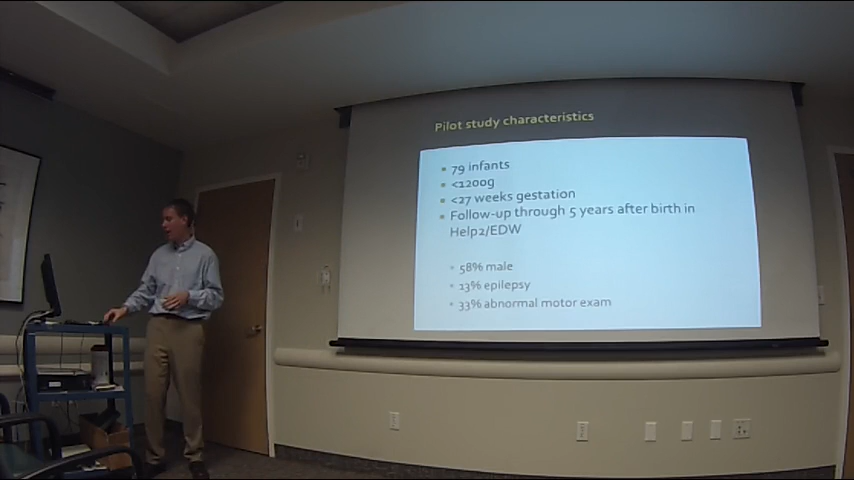 Pilot study characteristics
79 infants
<1200g
<27 weeks gestation
Follow-up through 5 years after birth in
Help2/EDW
58% male
13% epilepsy
33% abnormal motor exam